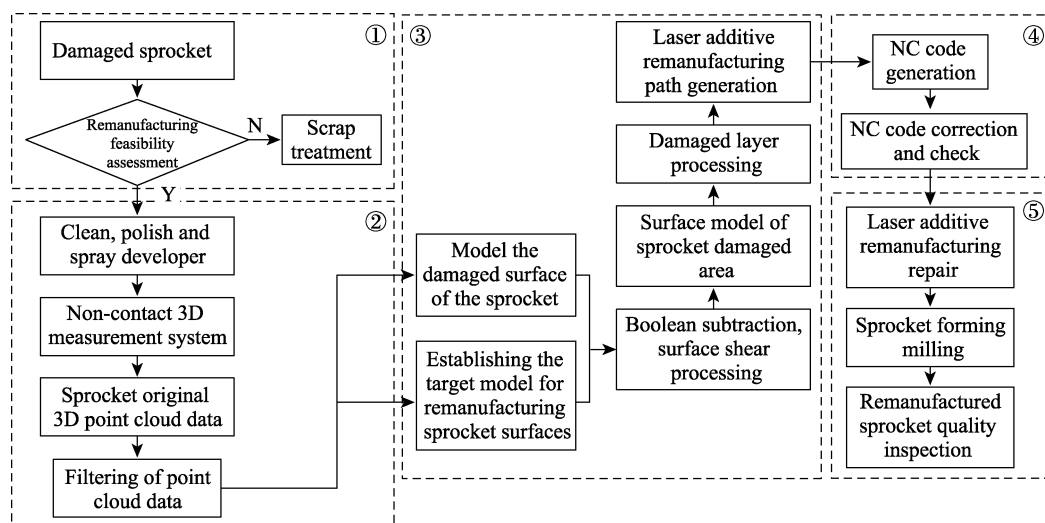 ①
Damaged sprocket
Remanufacturing
feasibility
assessment
N
Scrap
treatment
Y
②
Clean, polish and
spray developer
Non-contact 3D
measurement system
Sprocket original
3D point cloud data
Filtering of point
cloud data
③
Model the
damaged surface
of the sprocket
Establishing the
target model for
remanufacturing
sprocket surfaces
Boolean subtraction,
surface shear
processing
Surface model of
sprocket damaged
area
Damaged layer
processing
Laser additive
remanufacturing
path generation
④
NC code
generation
NC code correction
and check
⑤
Laser additive
remanufacturing
repair
Sprocket forming
milling
Remanufactured
sprocket quality
inspection